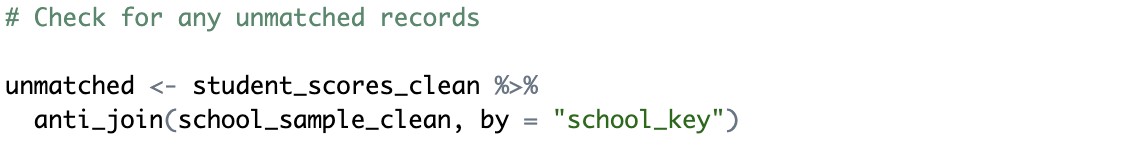 # Check for any unmatched records
unmatched <- student_scores_clean %>%
  anti_join(school_sample_clean, by = "school_key")